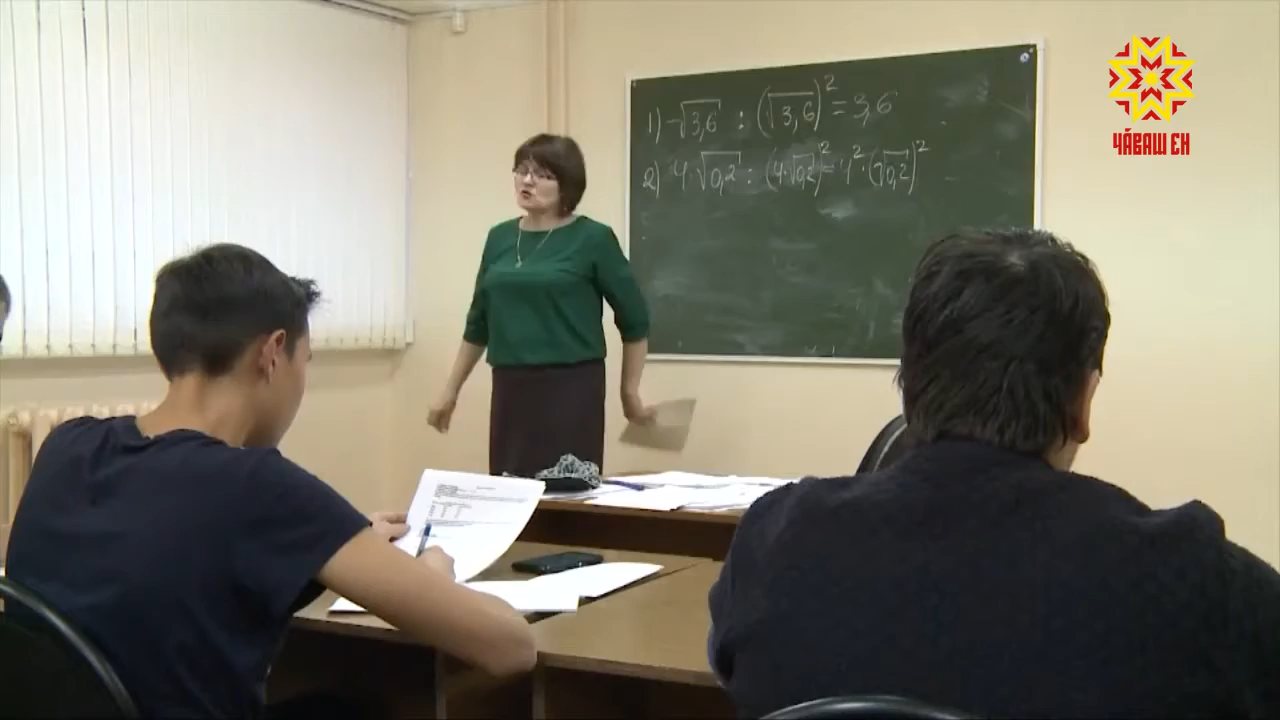 1) √3,6 : (√3,6)² = 3,6
2) 4·√0,2 : (4·√0,2)² = 4²·(√0,2)²
ЧӐВАШ ЕН